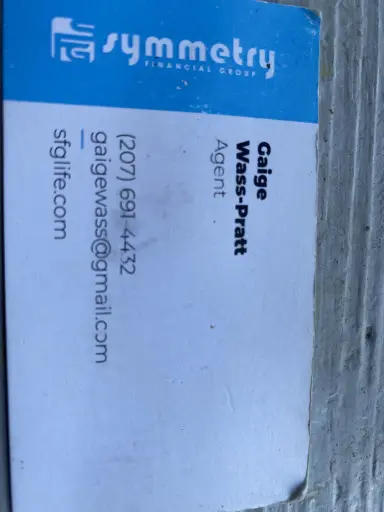 symmetry
FINANCIAL GROUP
Gaige
Wass-Pratt
Agent
(207) 691-4432
gaigewass@gmail.com
sfglife.com